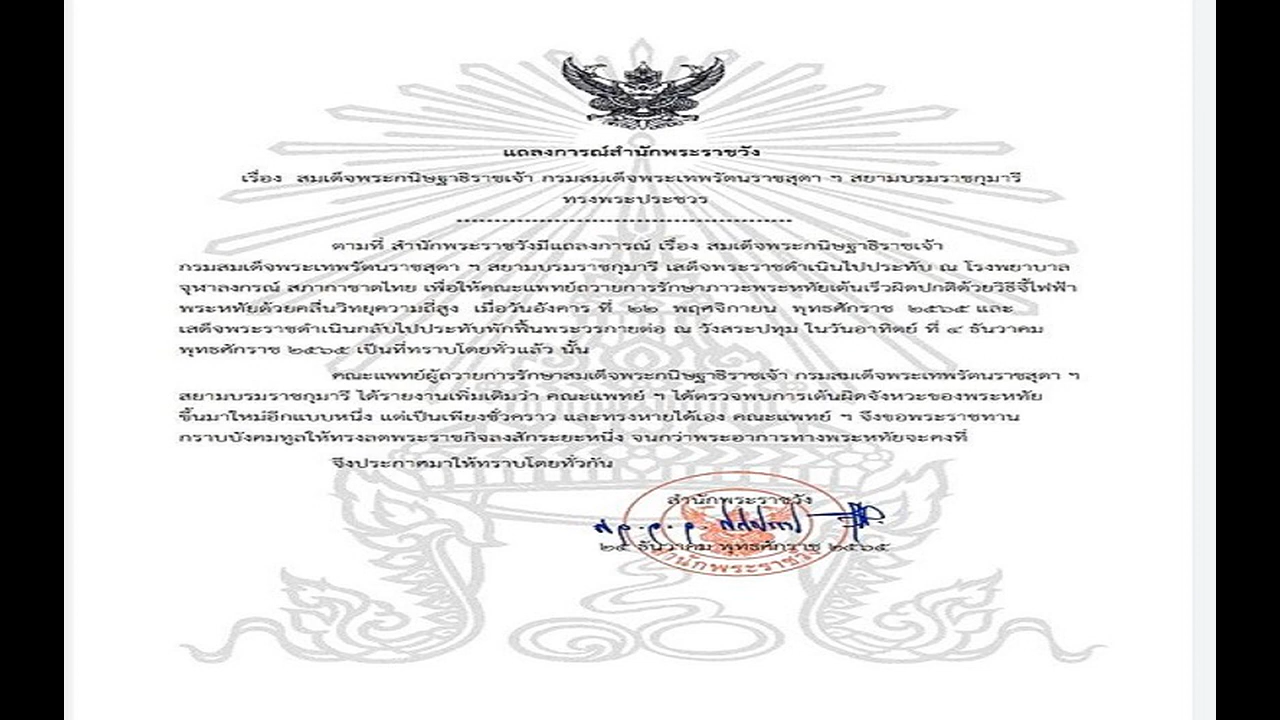 แถลงการณ์สำนักพระราชวัง
เรื่อง สมเด็จพระกนิษฐาธิราชเจ้า กรมสมเด็จพระเทพรัตนราชสุดา ฯ สยามบรมราชกุมารี
ทรงพระประชวร
ตามที่ สำนักพระราชวังมีแถลงการณ์ เรื่อง สมเด็จพระกนิษฐาธิราชเจ้า
กรมสมเด็จพระเทพรัตนราชสุดา ฯ สยามบรมราชกุมารี เสด็จพระราชดำเนินไปประทับ ณ โรงพยาบาล
จุฬาลงกรณ์ สภากาชาดไทย เพื่อให้คณะแพทย์ถวายการรักษาภาวะพระหทัยเต้นเร็วผิดปกติด้วยวิธีจี้ไฟฟ้า
พระหทัยด้วยคลื่นวิทยุความถี่สูง เมื่อวันอังคาร ที่ ๒๒ พฤศจิกายน พุทธศักราช ๒๕๖๕ และ
เสด็จพระราชดำเนินกลับไปประทับพักฟื้นพระวรกายต่อ ณ วังสระปทุม ในวันอาทิตย์ ที่ ๔ ธันวาคม
พุทธศักราช ๒๕๖๕ เป็นที่ทราบโดยทั่วแล้ว นั้น
คณะแพทย์ผู้ถวายการรักษาสมเด็จพระกนิษฐาธิราชเจ้า กรมสมเด็จพระเทพรัตนราชสุดา ฯ
สยามบรมราชกุมารี ได้รายงานเพิ่มเติมว่า คณะแพทย์ ฯ ได้ตรวจพบการเต้นผิดจังหวะของพระหทัย
ขึ้นมาใหม่อีกแบบหนึ่ง แต่เป็นเพียงชั่วคราว และทรงหายได้เอง คณะแพทย์ ฯ จึงขอพระราชทาน
กราบบังคมทูลให้ทรงลดพระราชกิจลงสักระยะหนึ่ง จนกว่าพระอาการทางพระหทัยจะคงที่
จึงประกาศมาให้ทราบโดยทั่วกัน
สำนักพระราชวัง
ธันวาคม พุทธศักราช ๒๕๖๕
สำนักพระราชวัง